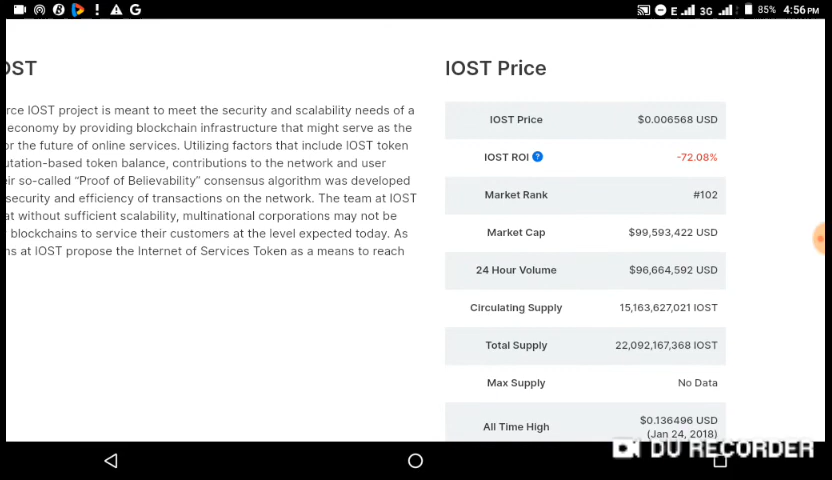 E 3G 85% 4:56 PM
OST
IOST Price
rce IOST project is meant to meet the security and scalability needs of a
economy by providing blockchain infrastructure that might serve as the
or the future of online services. Utilizing factors that include IOST token
utation-based token balance, contributions to the network and user
eir so-called “Proof of Believability” consensus algorithm was developed
security and efficiency of transactions on the network. The team at IOST
at without sufficient scalability, multinational corporations may not be
blockchains to service their customers at the level expected today. As
ns at IOST propose the Internet of Services Token as a means to reach
IOST Price $0.006568 USD
IOST ROI ? -72.08%
Market Rank #102
Market Cap $99,593,422 USD
24 Hour Volume $96,664,592 USD
Circulating Supply 15,163,627,021 IOST
Total Supply 22,092,167,368 IOST
Max Supply No Data
All Time High $0.136496 USD
(Jan 24, 2018)
DU RECORDER